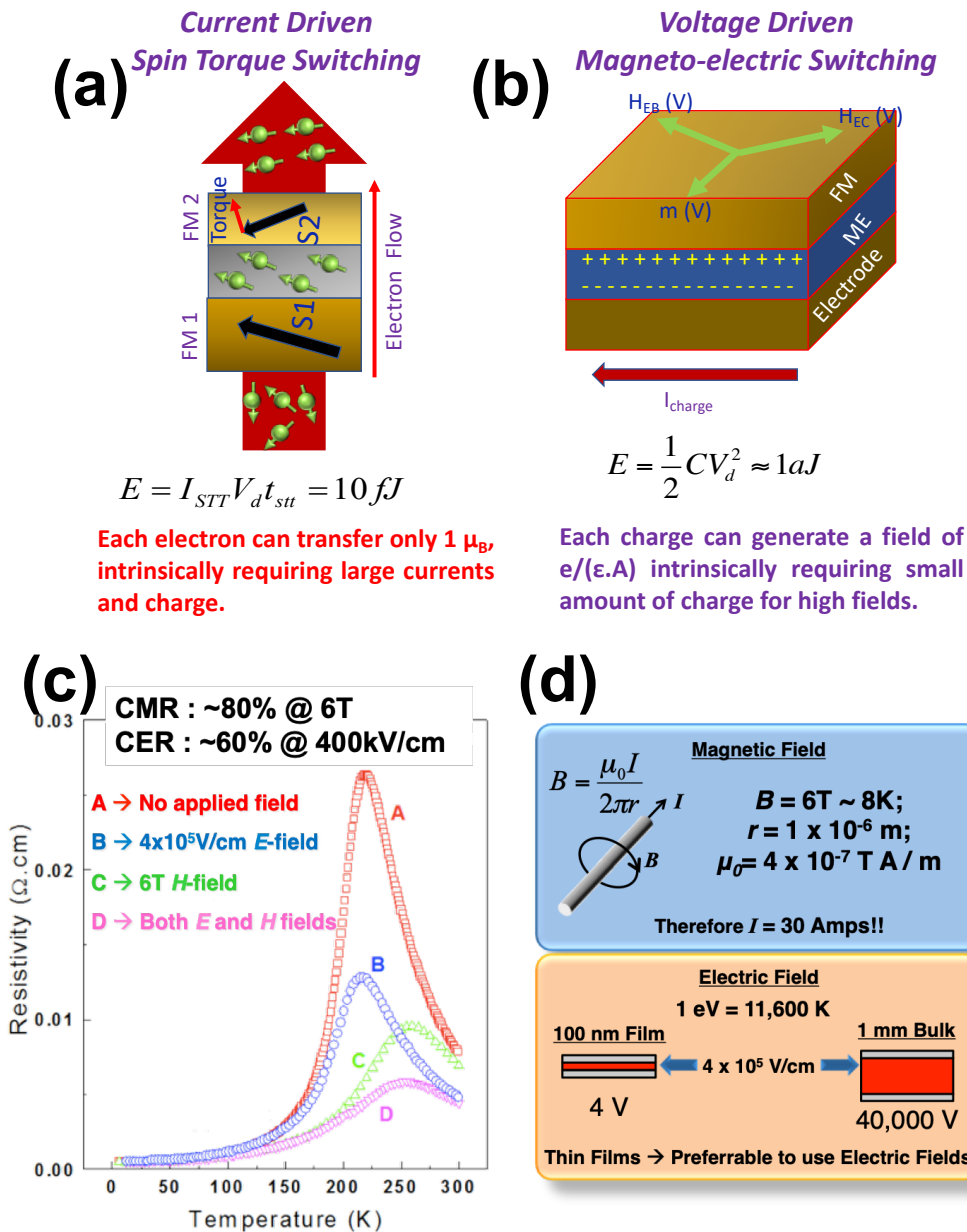 Current Driven
Spin Torque Switching
(a)
FM 2
Torque
S2
FM 1
S1
Electron Flow
E = I_STT V_d t_stt = 10 fJ
Each electron can transfer only 1 μ_B,
intrinsically requiring large currents
and charge.
Voltage Driven
Magneto-electric Switching
(b)
H_EB (V)
H_EC (V)
m (V)
FM
ME
Electrode
+ + + + + + + + + + + + +
- - - - - - - - - - - - - - -
I_charge
E = 1/2 CV_d^2 ≈ 1aJ
Each charge can generate a field of
e/(ε.A) intrinsically requiring small
amount of charge for high fields.
(c)
CMR : ~80% @ 6T
CER : ~60% @ 400kV/cm
A → No applied field
B → 4x10⁵V/cm E-field
C → 6T H-field
D → Both E and H fields
A
B
C
D
Resistivity (Ω.cm)
0.03
0.02
0.01
0.00
0 50 100 150 200 250 300
Temperature (K)
(d)
Magnetic Field
B = μ₀I / 2πr
I
B
B = 6T ~ 8K;
r = 1 x 10⁻⁶ m;
μ₀= 4 x 10⁻⁷ T A / m
Therefore I = 30 Amps!!
Electric Field
1 eV = 11,600 K
100 nm Film
1 mm Bulk
4 x 10⁵ V/cm
4 V
40,000 V
Thin Films → Preferrable to use Electric Fields